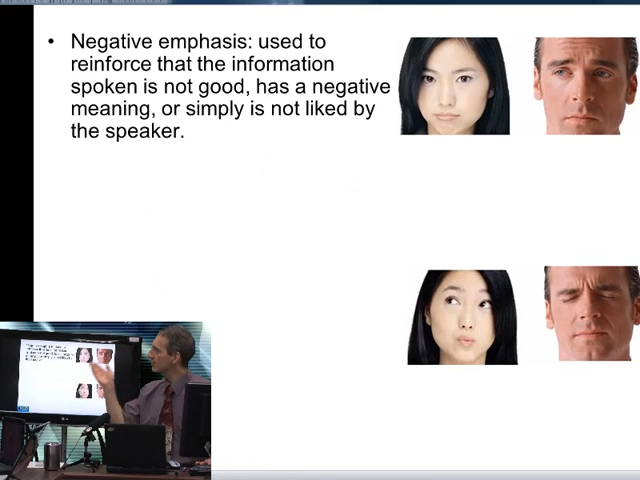 • Negative emphasis: used to
reinforce that the information
spoken is not good, has a negative
meaning, or simply is not liked by
the speaker.